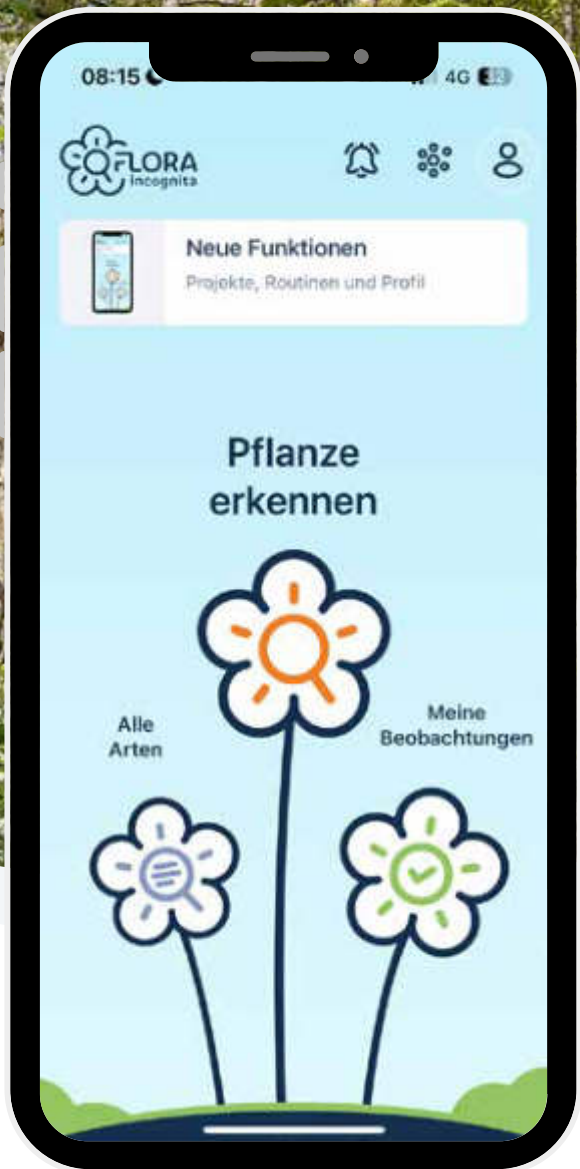 08:15
4G
FLORA
incognita
Neue Funktionen
Projekte, Routinen und Profil
Pflanze
erkennen
Alle
Arten
Meine
Beobachtungen